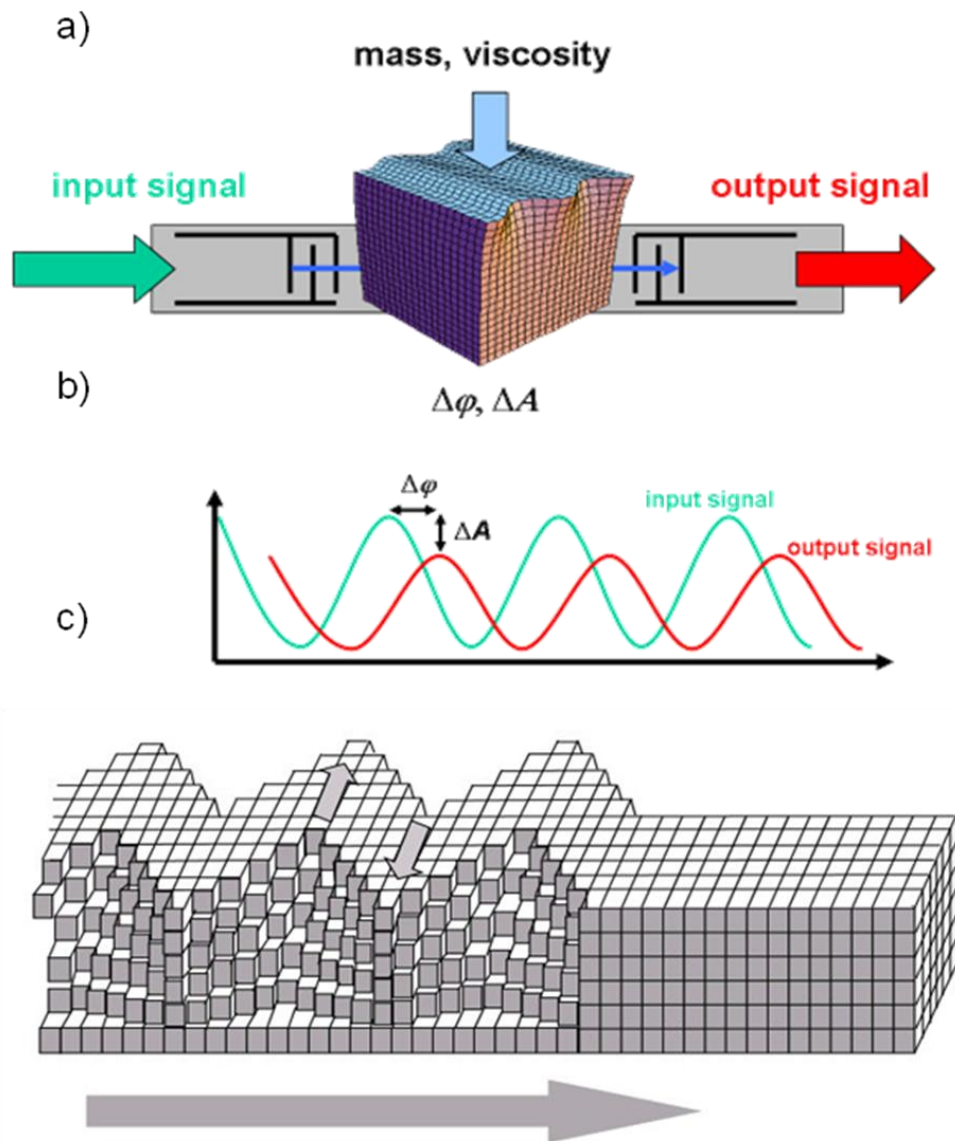 a)
mass, viscosity
input signal
output signal
b)
Δφ, ΔA
Δφ
input signal
ΔA
output signal
c)